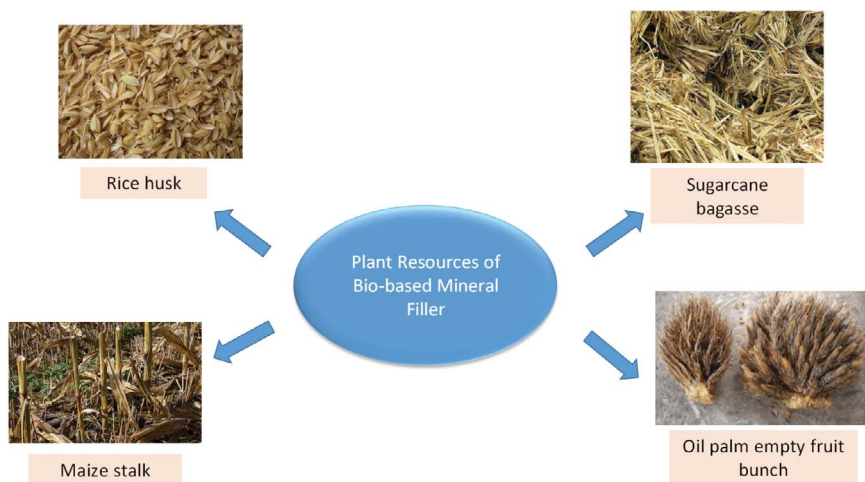 Rice husk
Sugarcane
bagasse
Plant Resources of
Bio-based Mineral
Filler
Maize stalk
Oil palm empty fruit
bunch